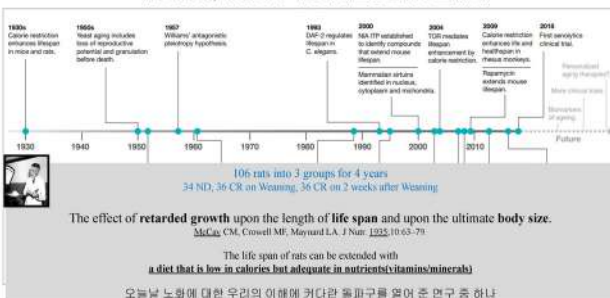 1930s
Calorie restriction
enhances lifespan
in mice and rats.
1950s
Yeast aging includes
loss of reproductive
potential and granulation
before death.
1957
Williams' antagonistic
pleiotropy hypothesis.
1993
DAF-2 regulates
lifespan in
C. elegans.
2000
NIA ITP established
to identify compounds
that extend mouse
lifespan.
Mammalian sirtuins
identified in nucleus,
cytoplasm and mitochondria.
2004
TOR mediates
lifespan
enhancement by
calorie restriction.
2009
Calorie restriction
enhances life and
healthspan in
rhesus monkeys.
Rapamycin
extends mouse
lifespan.
First senolytics
clinical trial.
Personalized
aging therapies?
More clinical trials
Biomarkers
of ageing
1930
1940
1950
1960
1970
1980
1990
2000
2010
Future
106 rats into 3 groups for 4 years
34 ND, 36 CR on Weaning, 36 CR on 2 weeks after Weaning
The effect of retarded growth upon the length of life span and upon the ultimate body size.
McCay CM, Crowell MF, Maynard LA. J Nutr. 1935;10:63–79
The life span of rats can be extended with
a diet that is low in calories but adequate in nutrients(vitamins/minerals)
오늘날 노화에 대한 우리의 이해에 커다란 돌파구를 열어 준 연구 중 하나